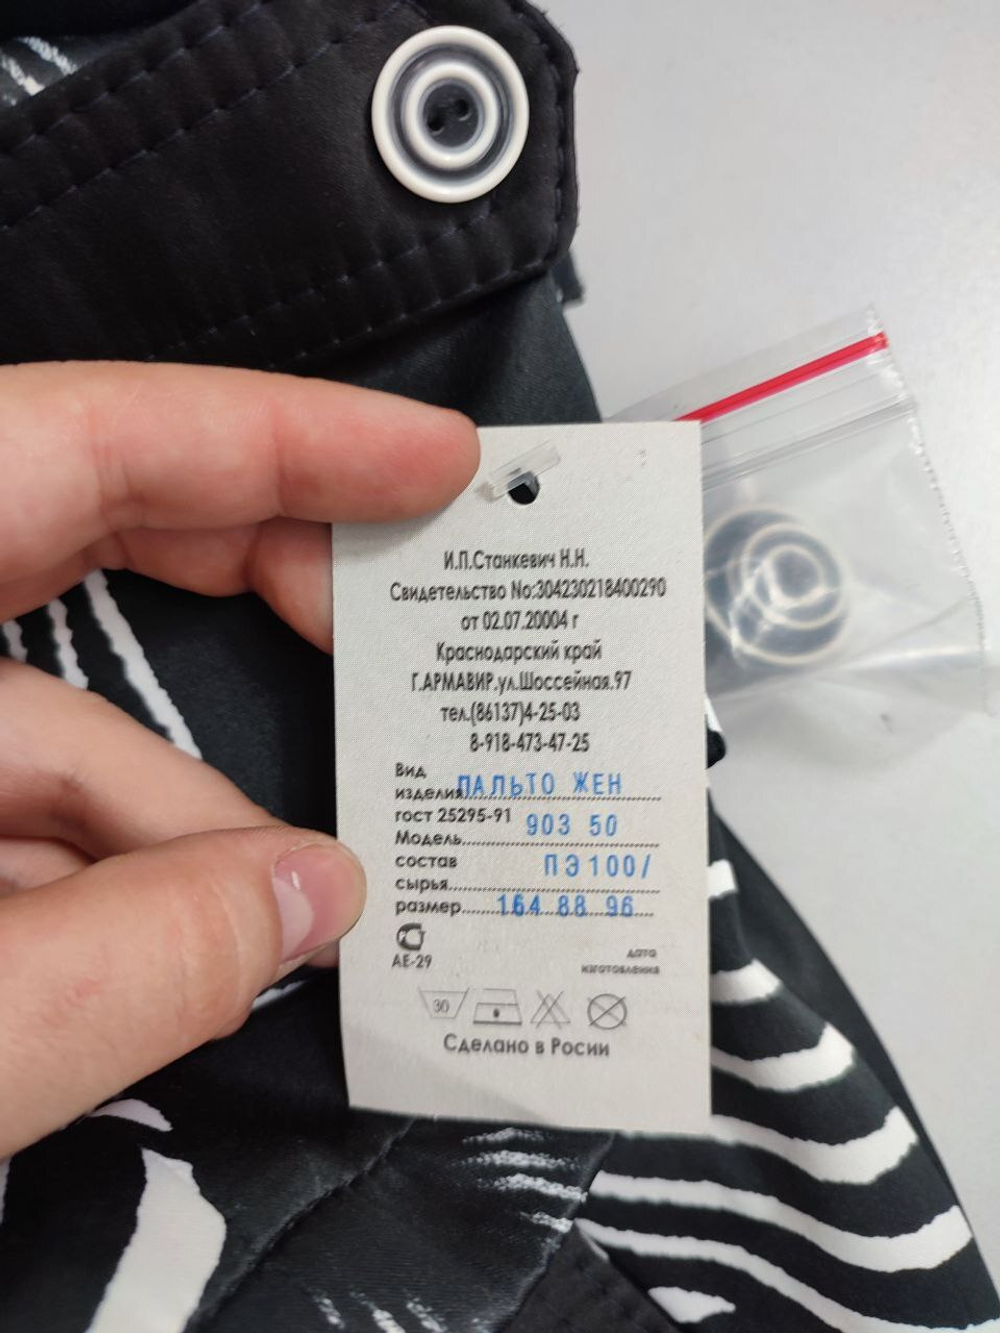 И.П.Станкевич Н.Н.
Свидетельство No:304230218400290
от 02.07.20004 г
Краснодарский край
Г.АРМАВИР.ул.Шоссейная.97
тел.(86137)4-25-03
8-918-473-47-25
Вид
изделия ПАЛЬТО ЖЕН
гост 25295-91
Модель 903 50
состав
сырья ПЭ100/
размер 164 88 96
АЕ-29
дата
изготовления
30
Сделано в Росии